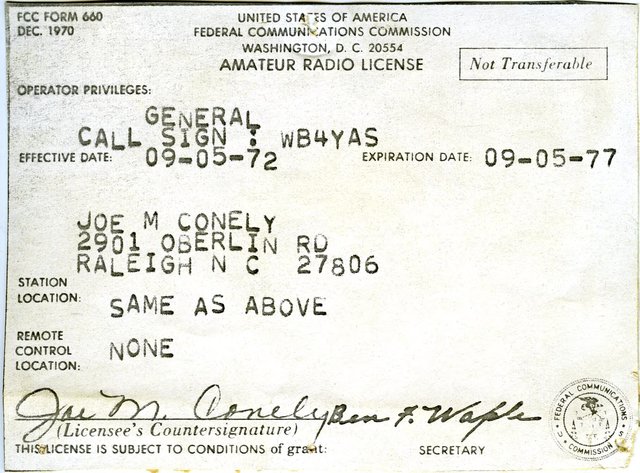 FCC FORM 660
DEC. 1970
UNITED STATES OF AMERICA
FEDERAL COMMUNICATIONS COMMISSION
WASHINGTON, D. C. 20554
AMATEUR RADIO LICENSE
Not Transferable
OPERATOR PRIVILEGES:
GENERAL
CALL SIGN : WB4YAS
EFFECTIVE DATE: 09-05-72 EXPIRATION DATE: 09-05-77
JOE M CONELY
2901 OBERLIN RD
RALEIGH N C 27806
STATION
LOCATION: SAME AS ABOVE
REMOTE
CONTROL
LOCATION: NONE
Joe M. Conely Ben F. Waple
(Licensee's Countersignature)
THIS LICENSE IS SUBJECT TO CONDITIONS of grant: SECRETARY
FEDERAL COMMUNICATIONS COMMISSION